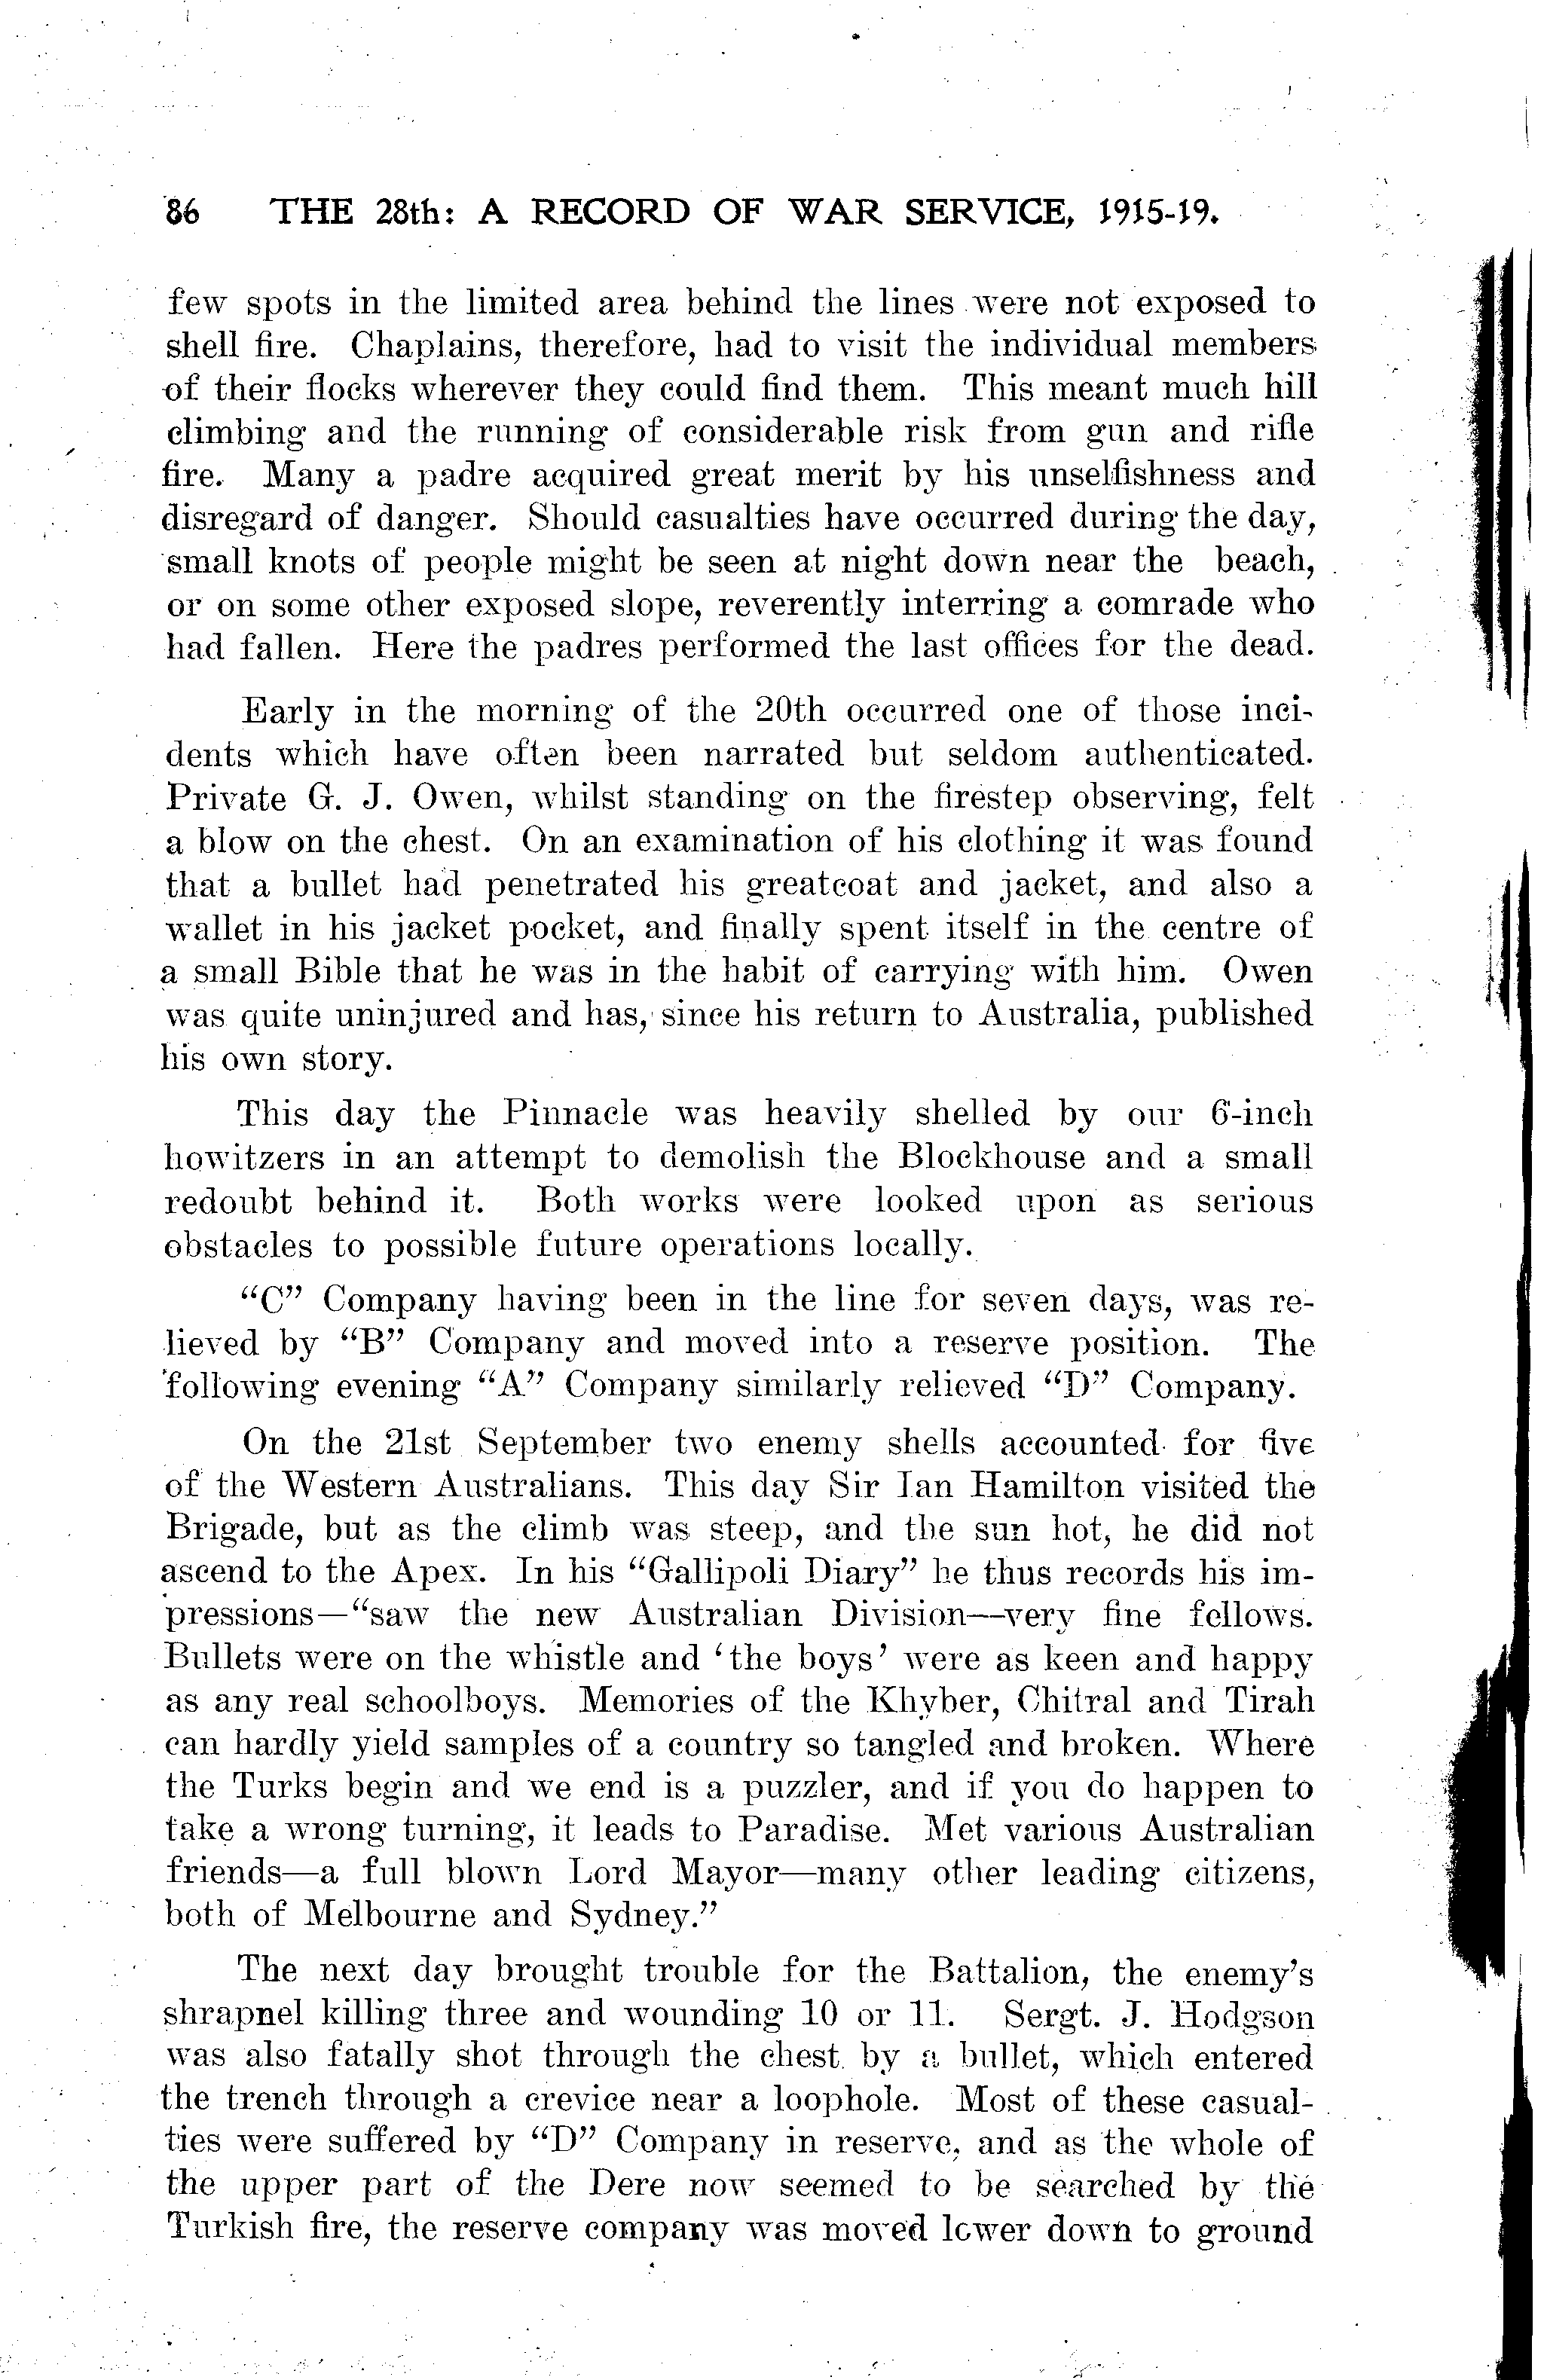 86 THE 28th: A RECORD OF WAR SERVICE, 1915-19.
few spots in the limited area behind the lines were not exposed to
shell fire. Chaplains, therefore, had to visit the individual members
of their flocks wherever they could find them. This meant much hill
climbing and the running of considerable risk from gun and rifle
fire. Many a padre acquired great merit by his unselfishness and
disregard of danger. Should casualties have occurred during the day,
small knots of people might be seen at night down near the beach,
or on some other exposed slope, reverently interring a comrade who
had fallen. Here the padres performed the last offices for the dead.
Early in the morning of the 20th occurred one of those inci-
dents which have often been narrated but seldom authenticated.
Private G. J. Owen, whilst standing on the firestep observing, felt
a blow on the chest. On an examination of his clothing it was found
that a bullet had penetrated his greatcoat and jacket, and also a
wallet in his jacket pocket, and finally spent itself in the centre of
a small Bible that he was in the habit of carrying with him. Owen
was quite uninjured and has, since his return to Australia, published
his own story.
This day the Pinnacle was heavily shelled by our 6-inch
howitzers in an attempt to demolish the Blockhouse and a small
redoubt behind it. Both works were looked upon as serious
obstacles to possible future operations locally.
"C" Company having been in the line for seven days, was re-
lieved by "B" Company and moved into a reserve position. The
following evening "A" Company similarly relieved "D" Company.
On the 21st September two enemy shells accounted for five
of the Western Australians. This day Sir Ian Hamilton visited the
Brigade, but as the climb was steep, and the sun hot, he did not
ascend to the Apex. In his "Gallipoli Diary" he thus records his im-
pressions—"saw the new Australian Division—very fine fellows.
Bullets were on the whistle and 'the boys' were as keen and happy
as any real schoolboys. Memories of the Khyber, Chitral and Tirah
can hardly yield samples of a country so tangled and broken. Where
the Turks begin and we end is a puzzler, and if you do happen to
take a wrong turning, it leads to Paradise. Met various Australian
friends—a full blown Lord Mayor—many other leading citizens,
both of Melbourne and Sydney."
The next day brought trouble for the Battalion, the enemy's
shrapnel killing three and wounding 10 or 11. Sergt. J. Hodgson
was also fatally shot through the chest by a bullet, which entered
the trench through a crevice near a loophole. Most of these casual-
ties were suffered by "D" Company in reserve, and as the whole of
the upper part of the Dere now seemed to be searched by the
Turkish fire, the reserve company was moved lower down to ground